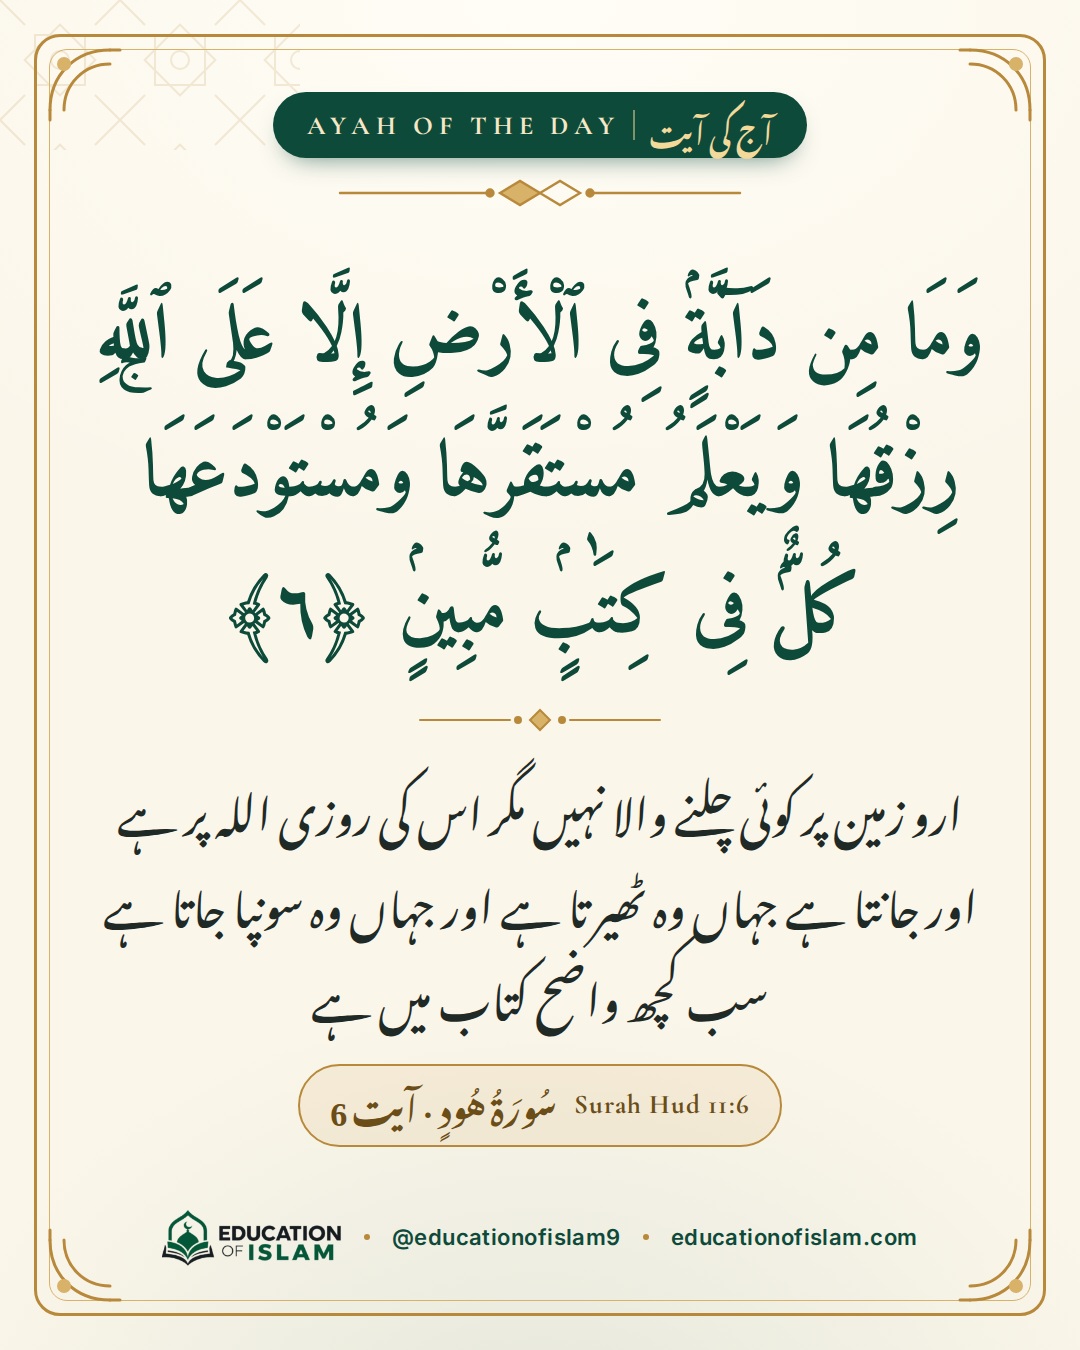 AYAH OF THE DAY | آج کی آیت
وَمَا مِن دَآبَّةٍۢ فِى ٱلْأَرْضِ إِلَّا عَلَى ٱللَّهِ
رِزْقُهَا وَيَعْلَمُ مُسْتَقَرَّهَا وَمُسْتَوْدَعَهَا ۚ
كُلٌّۭ فِى كِتَـٰبٍۢ مُّبِينٍۢ ﴿٦﴾
ارو زمین پر کوئی چلنے والا نہیں مگر اس کی روزی اللہ پر ہے
اور جانتا ہے جہاں وہ ٹھیرتا ہے اور جہاں وہ سونپا جاتا ہے
سب کچھ واضح کتاب میں ہے
سُورَةُ هُودٍ · آیت 6 Surah Hud 11:6
EDUCATION OF ISLAM • @educationofislam9 • educationofislam.com